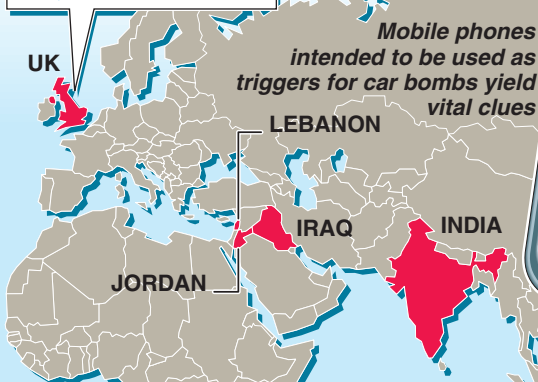 Mobile phones
intended to be used as
triggers for car bombs yield
vital clues
UK
LEBANON
IRAQ
INDIA
JORDAN